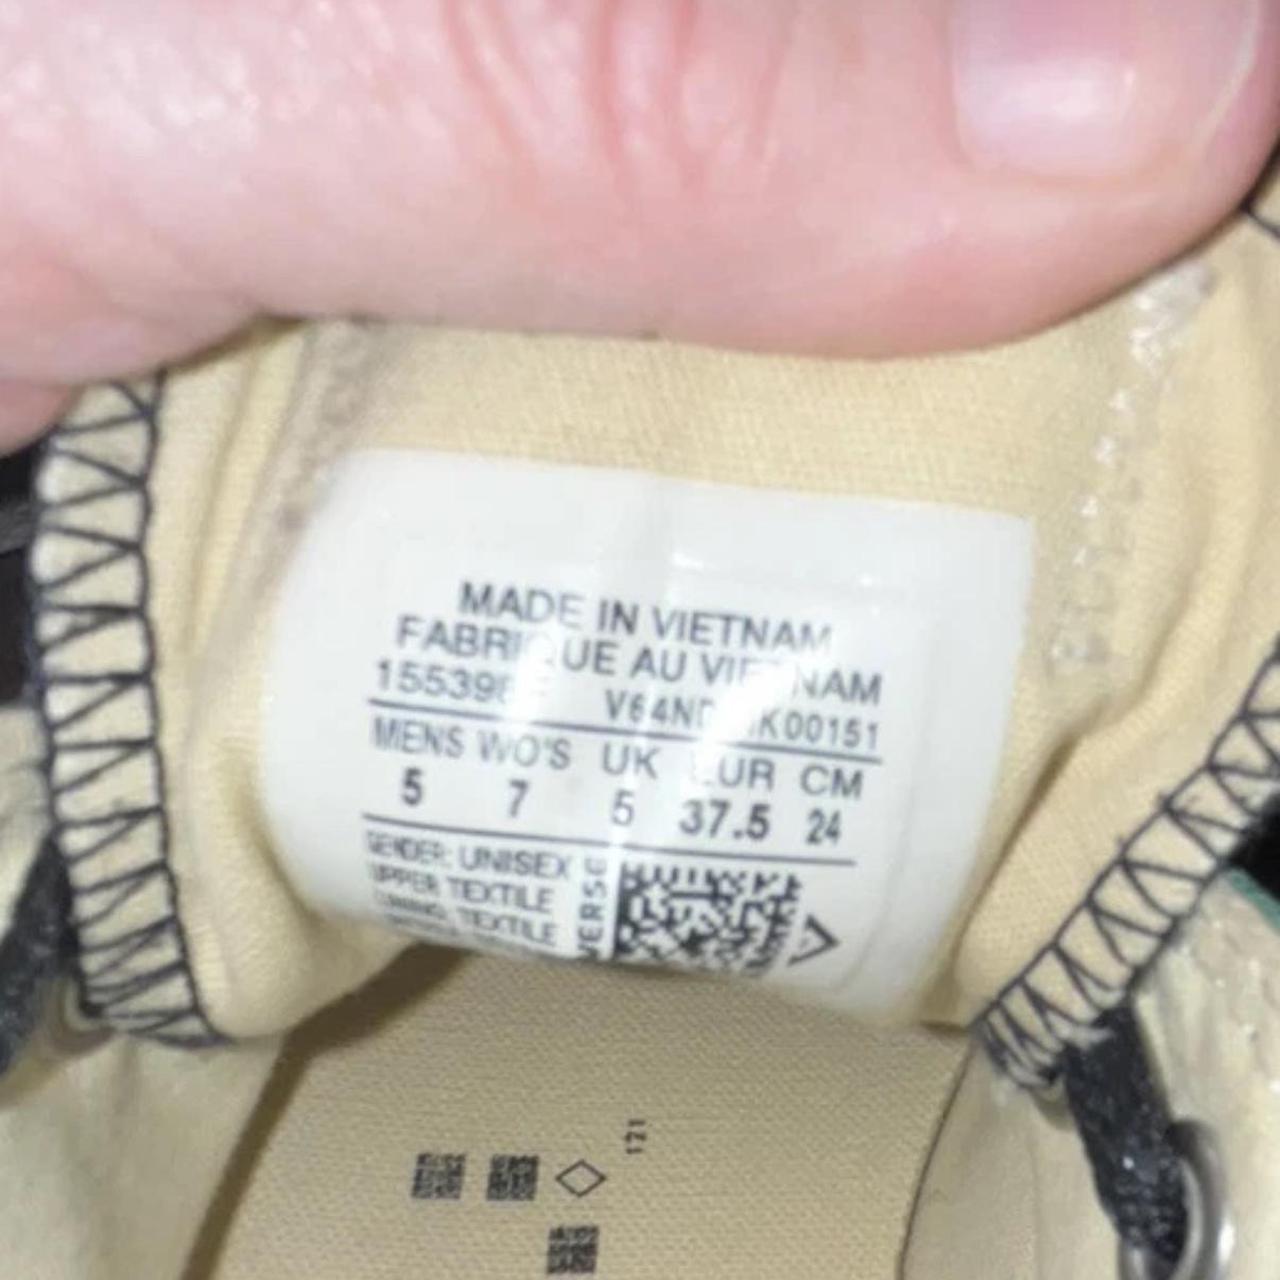 MADE IN VIETNAM
FABRIQUE AU VIETNAM
MENS WO'S UK EUR CM
5 7 5 37.5 24
GENDER: UNISEX
UPPER TEXTILE
LINING TEXTILE
121